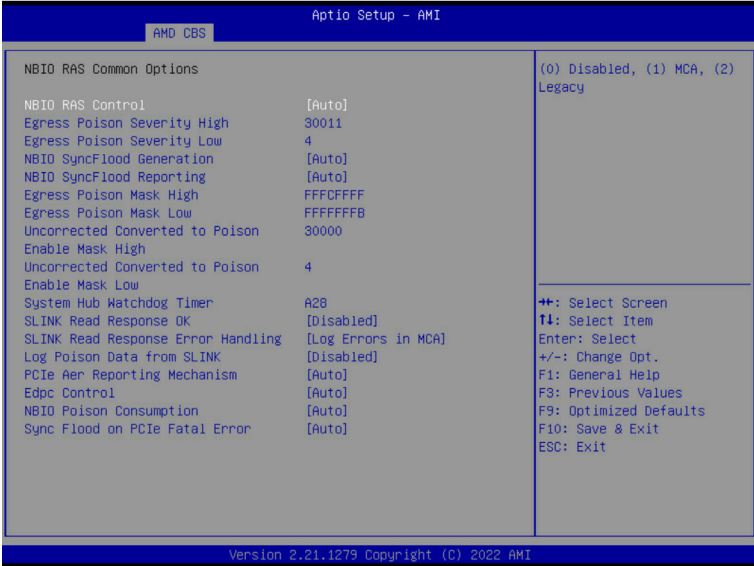 Aptio Setup - AMI
AMD CBS
NBIO RAS Common Options
NBIO RAS Control [Auto]
Egress Poison Severity High 30011
Egress Poison Severity Low 4
NBIO SyncFlood Generation [Auto]
NBIO SyncFlood Reporting [Auto]
Egress Poison Mask High FFFCFFFF
Egress Poison Mask Low FFFFFFFB
Uncorrected Converted to Poison 30000
Enable Mask High
Uncorrected Converted to Poison 4
Enable Mask Low
System Hub Watchdog Timer A28
SLINK Read Response OK [Disabled]
SLINK Read Response Error Handling [Log Errors in MCA]
Log Poison Data from SLINK [Disabled]
PCIe Aer Reporting Mechanism [Auto]
Edpc Control [Auto]
NBIO Poison Consumption [Auto]
Sync Flood on PCIe Fatal Error [Auto]
(0) Disabled, (1) MCA, (2)
Legacy
→←: Select Screen
↑↓: Select Item
Enter: Select
+/-: Change Opt.
F1: General Help
F3: Previous Values
F9: Optimized Defaults
F10: Save & Exit
ESC: Exit
Version 2.21.1279 Copyright (C) 2022 AMI